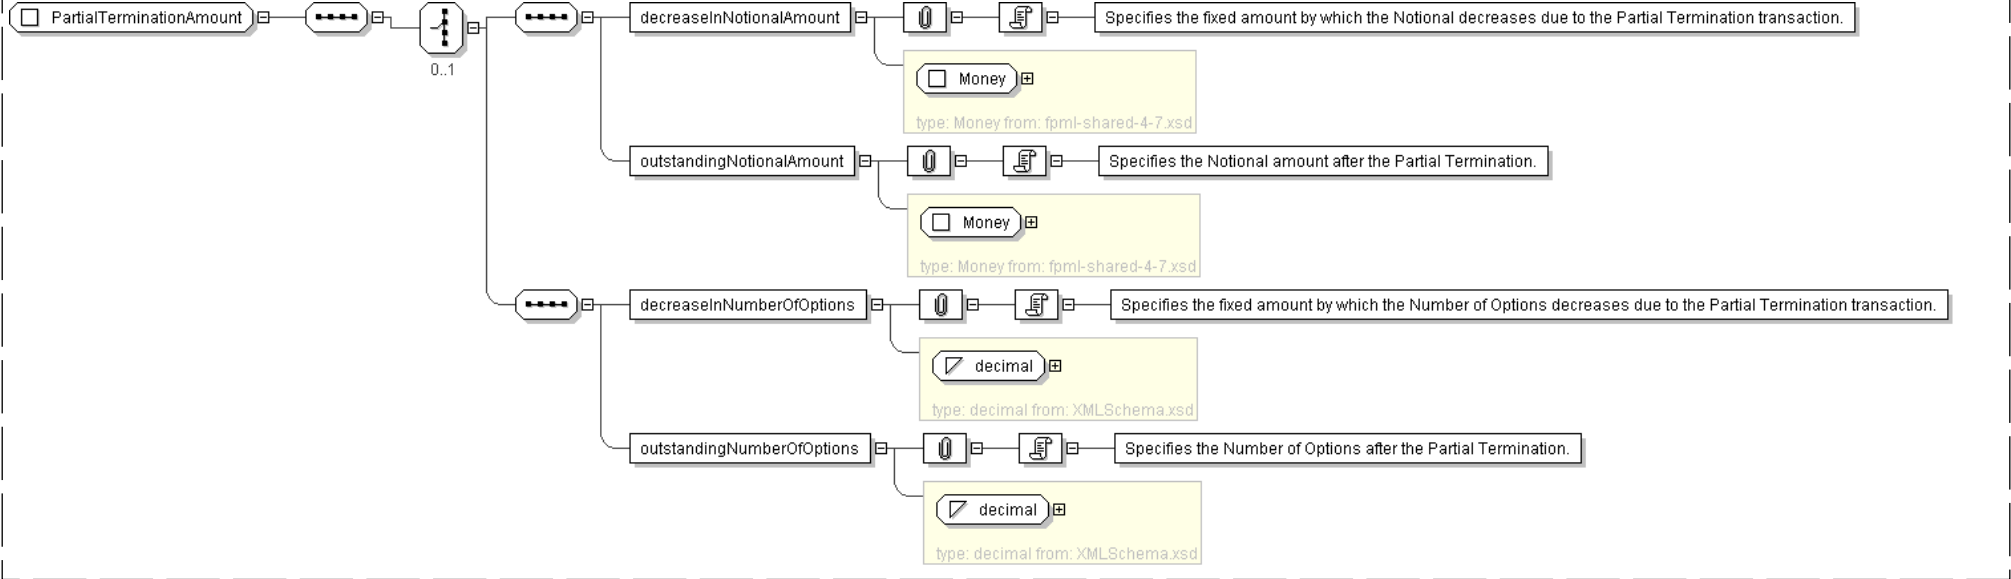 PartialTerminationAmount
0..1
decreaseInNotionalAmount
Specifies the fixed amount by which the Notional decreases due to the Partial Termination transaction.
Money
type: Money from: fpml-shared-4-7.xsd
outstandingNotionalAmount
Specifies the Notional amount after the Partial Termination.
Money
type: Money from: fpml-shared-4-7.xsd
decreaseInNumberOfOptions
Specifies the fixed amount by which the Number of Options decreases due to the Partial Termination transaction.
decimal
type: decimal from: XMLSchema.xsd
outstandingNumberOfOptions
Specifies the Number of Options after the Partial Termination.
decimal
type: decimal from: XMLSchema.xsd